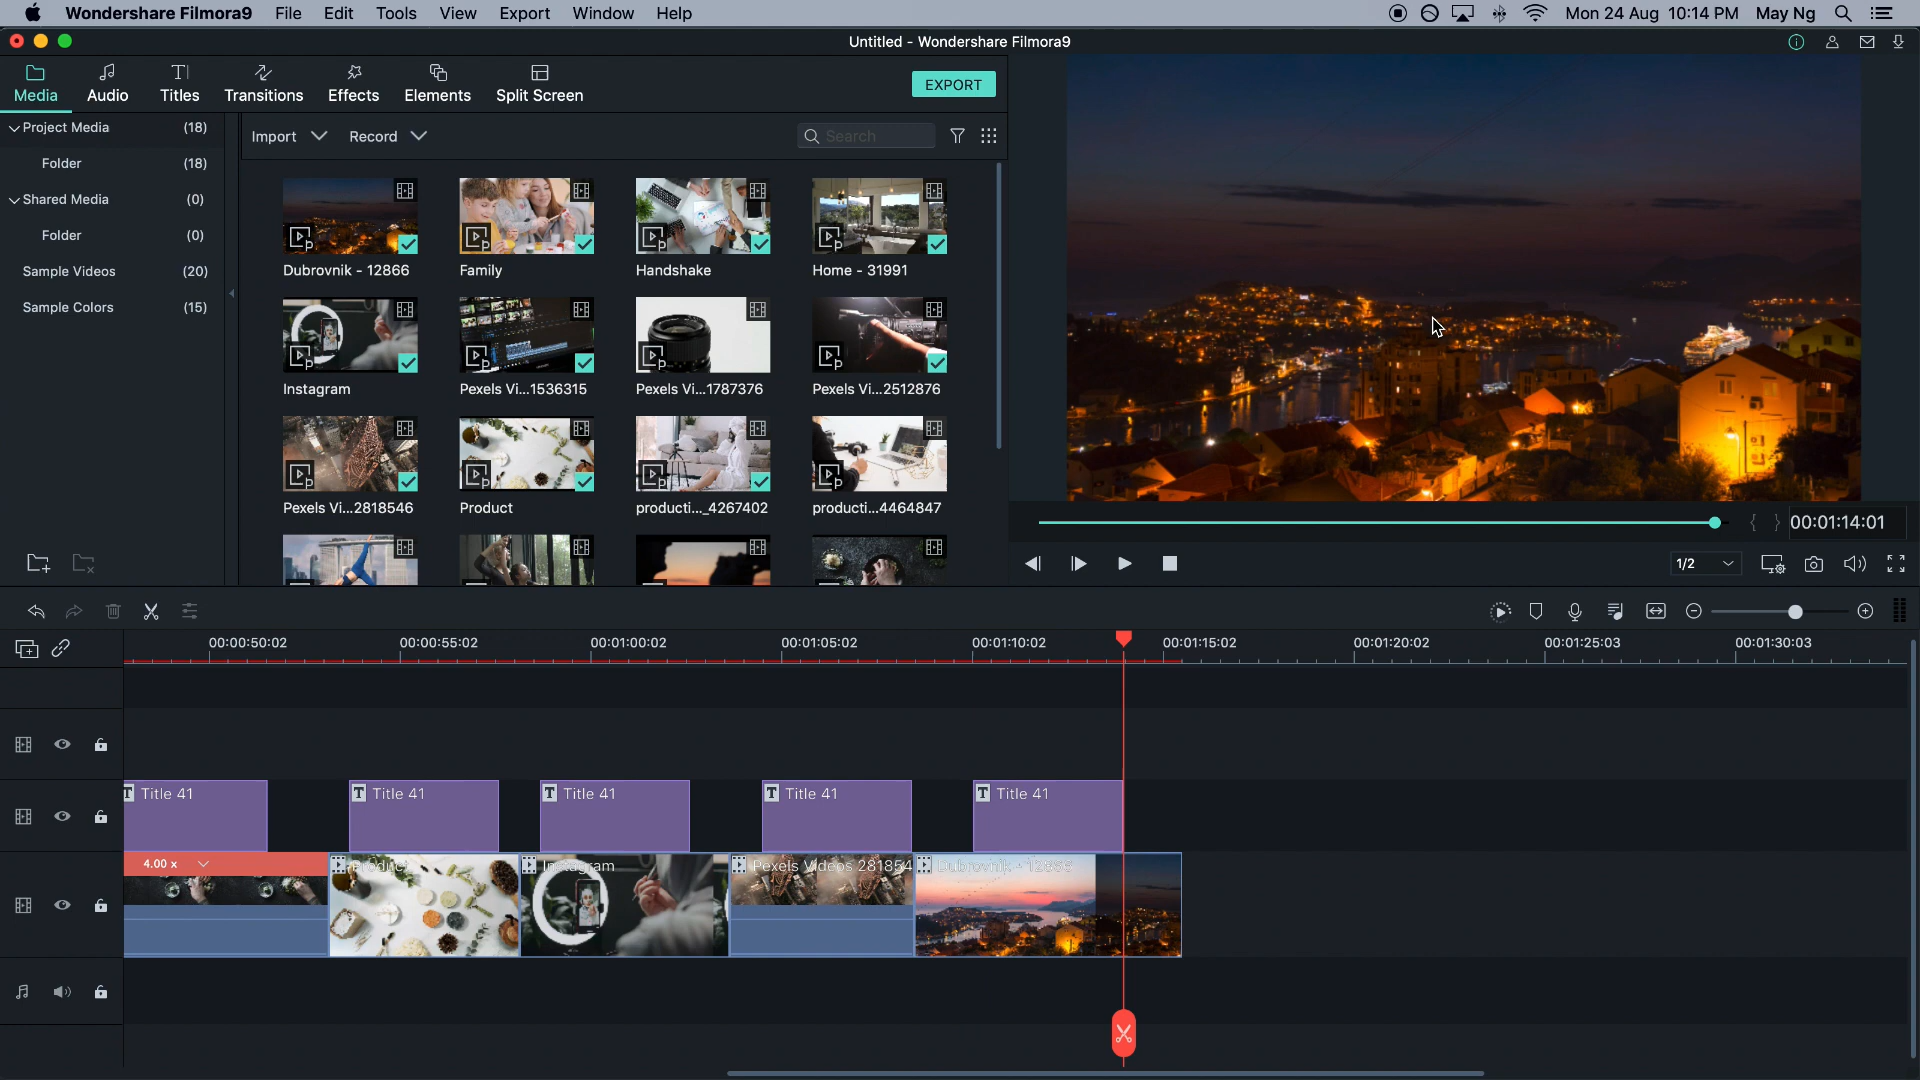 Wondershare Filmora9 File Edit Tools View Export Window Help
Mon 24 Aug 10:14 PM May Ng
Untitled - Wondershare Filmora9
Media Audio Titles Transitions Effects Elements Split Screen
EXPORT
Project Media (18)
Folder (18)
Shared Media (0)
Folder (0)
Sample Videos (20)
Sample Colors (15)
Import Record Search
Dubrovnik - 12866 Family Handshake Home - 31991
Instagram Pexels Vi...1536315 Pexels Vi...1787376 Pexels Vi...2512876
Pexels Vi...2818546 Product producti..._4267402 producti...4464847
00:01:14:01
1/2
00:00:50:02 00:00:55:02 00:01:00:02 00:01:05:02 00:01:10:02 00:01:15:02 00:01:20:02 00:01:25:03 00:01:30:03
T Title 41 T Title 41 T Title 41 T Title 41 T Title 41
4.00 x Product Instagram Pexels Videos 281854 Dubrovnik - 12866